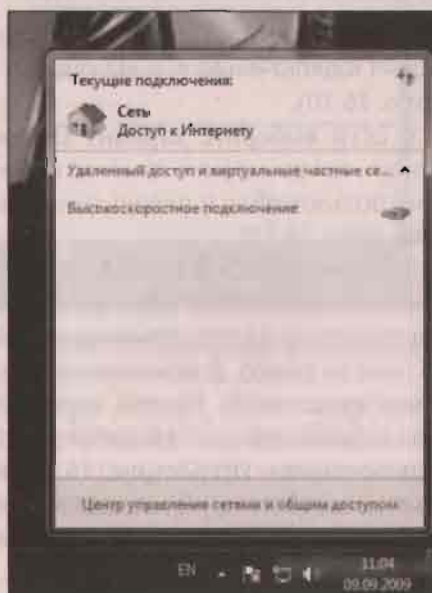 Текущие подключения:
Сеть
Доступ к Интернету
Удаленный доступ и виртуальные частные се...
Высокоскоростное подключение
Центр управления сетями и общим доступом
EN
11:04
09.09.2009